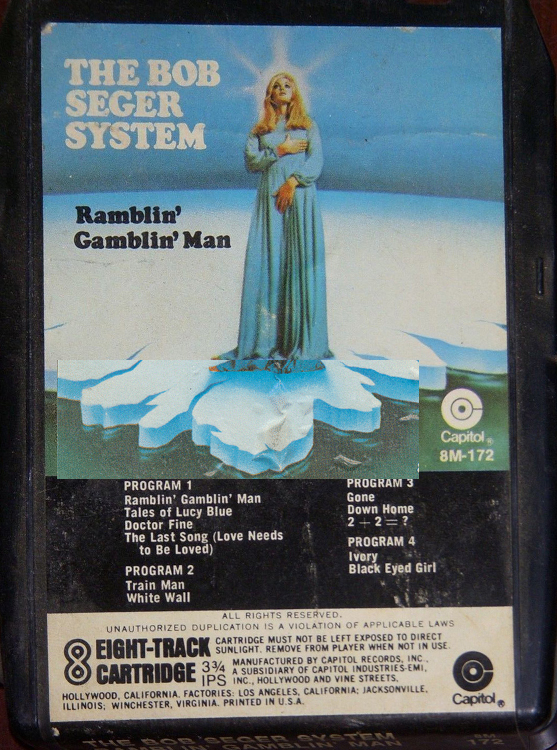 THE BOB
SEGER
SYSTEM
Ramblin'
Gamblin' Man
Capitol®
8M-172
PROGRAM 1
Ramblin' Gamblin' Man
Tales of Lucy Blue
Doctor Fine
The Last Song (Love Needs
to Be Loved)
PROGRAM 2
Train Man
White Wall
PROGRAM 3
Gone
Down Home
2 + 2 = ?
PROGRAM 4
Ivory
Black Eyed Girl
ALL RIGHTS RESERVED.
UNAUTHORIZED DUPLICATION IS A VIOLATION OF APPLICABLE LAWS
8 EIGHT-TRACK
CARTRIDGE
3¾
IPS
CARTRIDGE MUST NOT BE LEFT EXPOSED TO DIRECT
SUNLIGHT. REMOVE FROM PLAYER WHEN NOT IN USE.
MANUFACTURED BY CAPITOL RECORDS, INC.,
A SUBSIDIARY OF CAPITOL INDUSTRIES-EMI,
INC., HOLLYWOOD AND VINE STREETS,
HOLLYWOOD, CALIFORNIA. FACTORIES: LOS ANGELES, CALIFORNIA; JACKSONVILLE,
ILLINOIS; WINCHESTER, VIRGINIA. PRINTED IN U.S.A.
Capitol®
THE BOB SEGER SYSTEM
RAMBLIN' GAMBLIN' MAN
8M
172